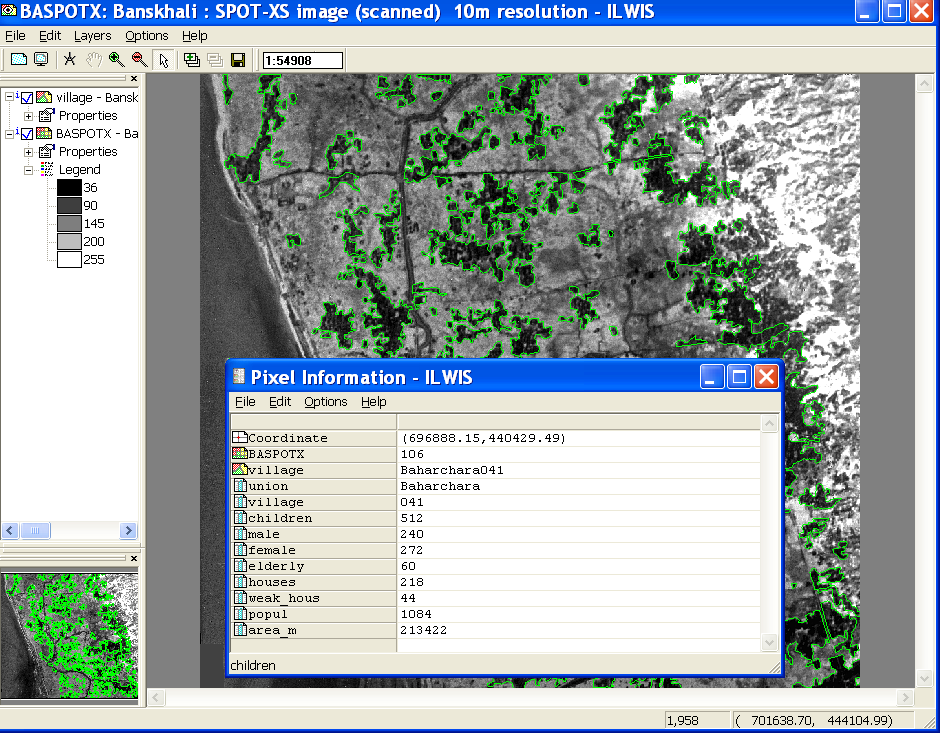 BASPOTX: Banskhali : SPOT-XS image (scanned)  10m resolution - ILWIS
File Edit Layers Options Help
1:54908
village - Bansk
Properties
BASPOTX - Ba
Properties
Legend
36
90
145
200
255
Pixel Information - ILWIS
File Edit Options Help
Coordinate (696888.15,440429.49)
BASPOTX 106
village Baharchara041
union Baharchara
village 041
children 512
male 240
female 272
elderly 60
houses 218
weak_hous 44
popul 1084
area_m 213422
children
1,958 ( 701638.70, 444104.99)